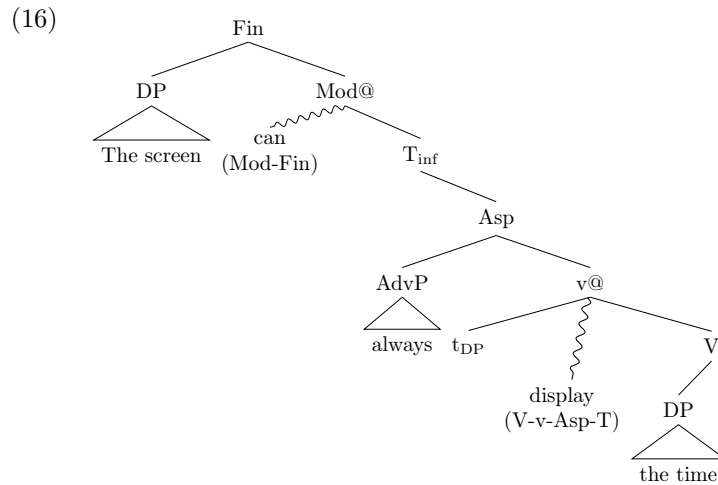 (16)
Fin
DP Mod@
The screen can
(Mod-Fin) T_inf
Asp
AdvP v@
always t_DP V
display
(V-v-Asp-T) DP
the time